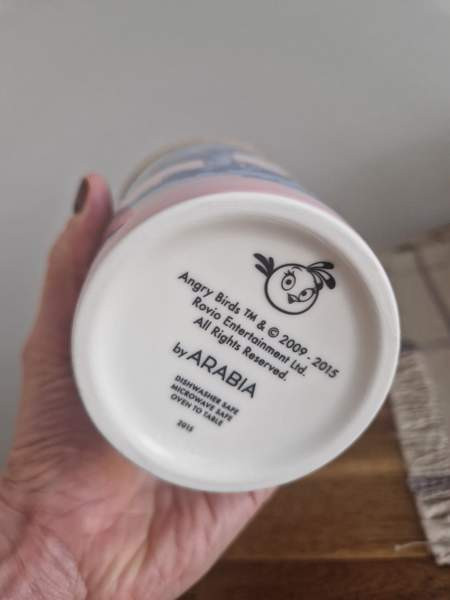 Angry Birds TM & © 2009 - 2015
Rovio Entertainment Ltd.
All Rights Reserved.
by ARABIA
DISHWASHER SAFE
MICROWAVE SAFE
OVEN TO TABLE
2015